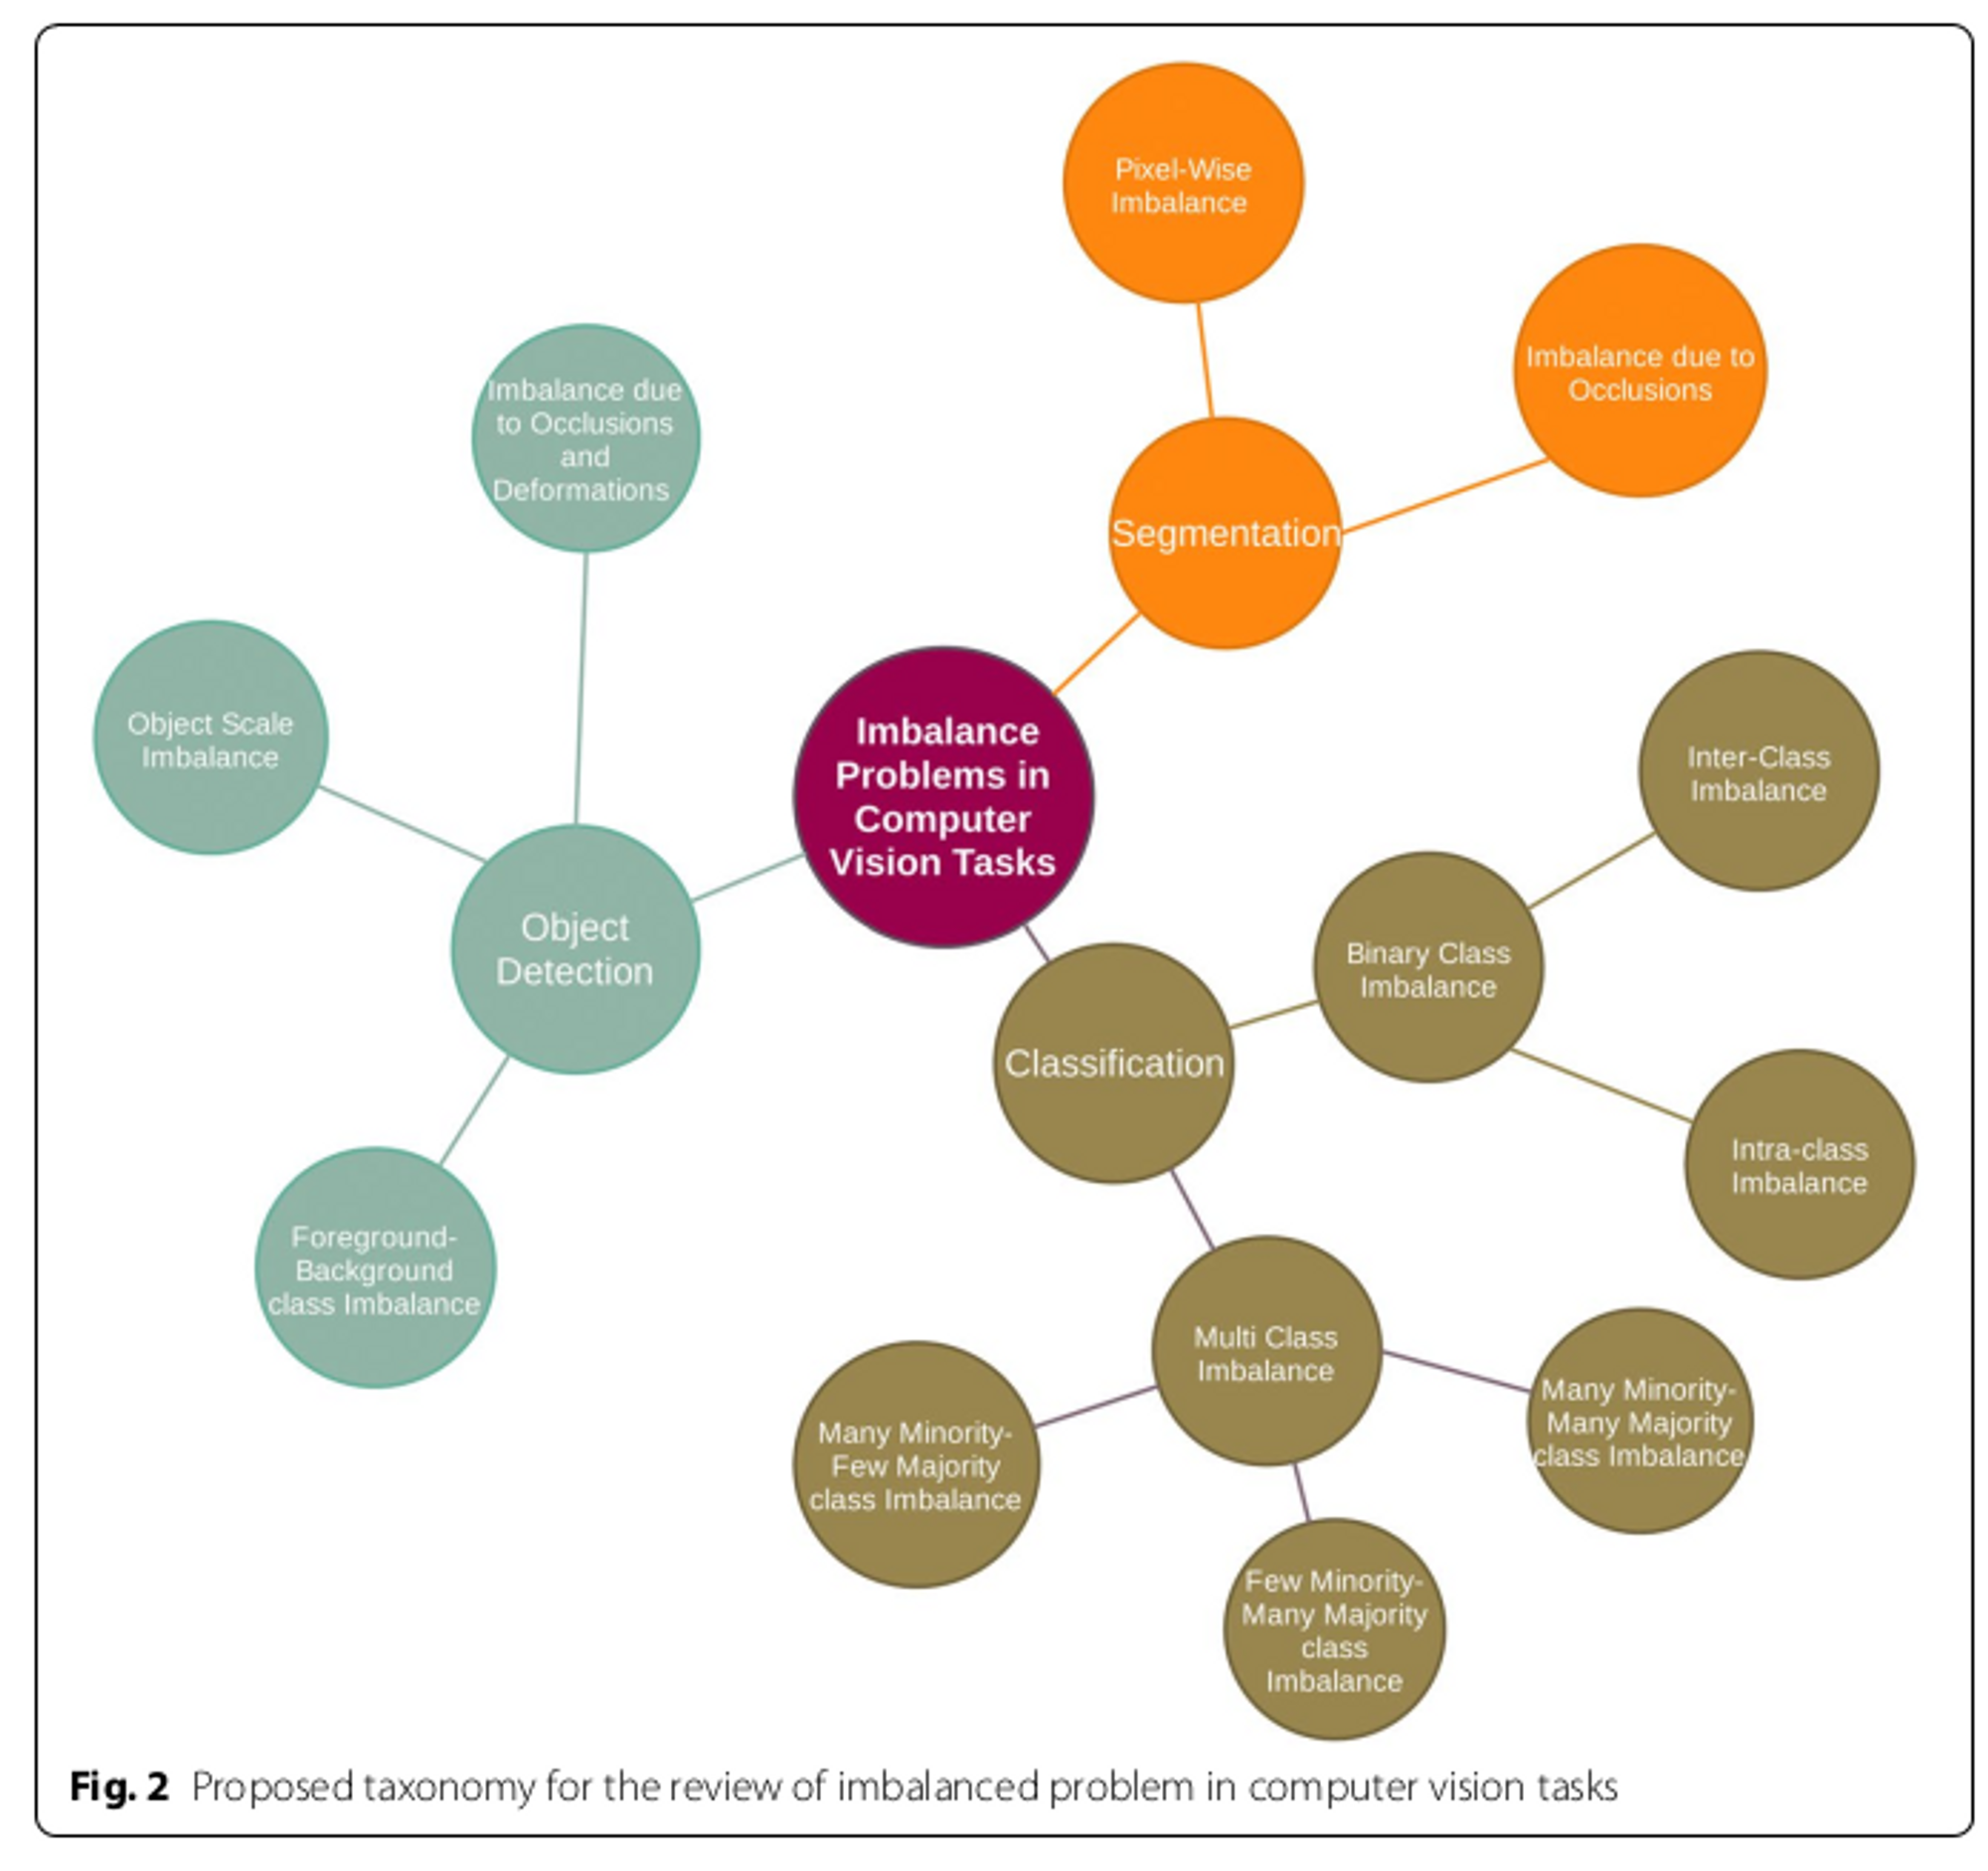 Pixel-Wise
Imbalance
Imbalance due to
Occlusions
Imbalance due
to Occlusions
and
Deformations
Segmentation
Object Scale
Imbalance
Imbalance
Problems in
Computer
Vision Tasks
Inter-Class
Imbalance
Object
Detection
Binary Class
Imbalance
Classification
Intra-class
Imbalance
Foreground-
Background
class Imbalance
Multi Class
Imbalance
Many Minority-
Few Majority
class Imbalance
Many Minority-
Many Majority
class Imbalance
Few Minority-
Many Majority
class
Imbalance
Fig. 2 Proposed taxonomy for the review of imbalanced problem in computer vision tasks